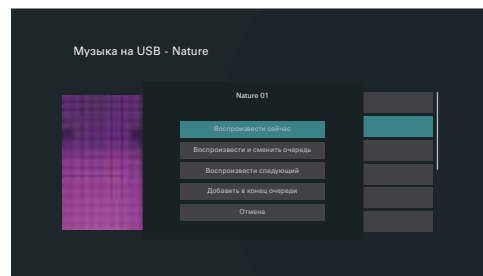 Музыка на USB - Nature
Nature 01
Воспроизвести сейчас
Воспроизвести и сменить очередь
Воспроизвести следующий
Добавить в конец очереди
Отмена